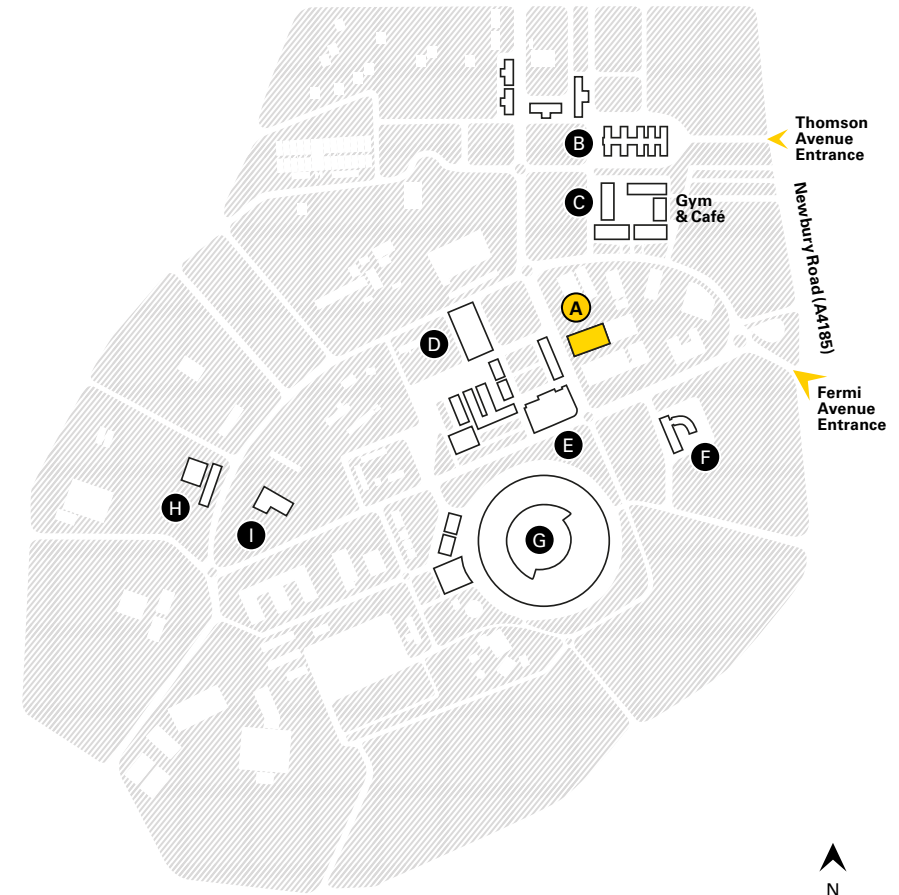 Thomson
Avenue
Entrance
B
C
Gym
& Café
Newbury Road (A4185)
A
D
Fermi
Avenue
Entrance
E
F
H
I
G
N